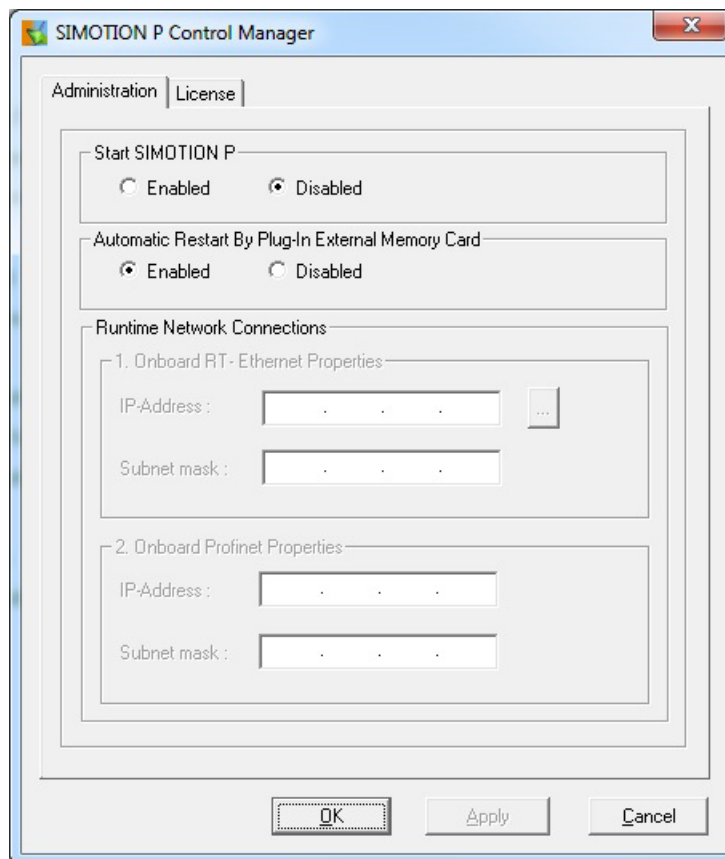 SIMOTION P Control Manager
Administration License
Start SIMOTION P
Enabled Disabled
Automatic Restart By Plug-In External Memory Card
Enabled Disabled
Runtime Network Connections
1. Onboard RT- Ethernet Properties
IP-Address : . . . ...
Subnet mask : . . .
2. Onboard Profinet Properties
IP-Address : . . .
Subnet mask : . . .
OK Apply Cancel